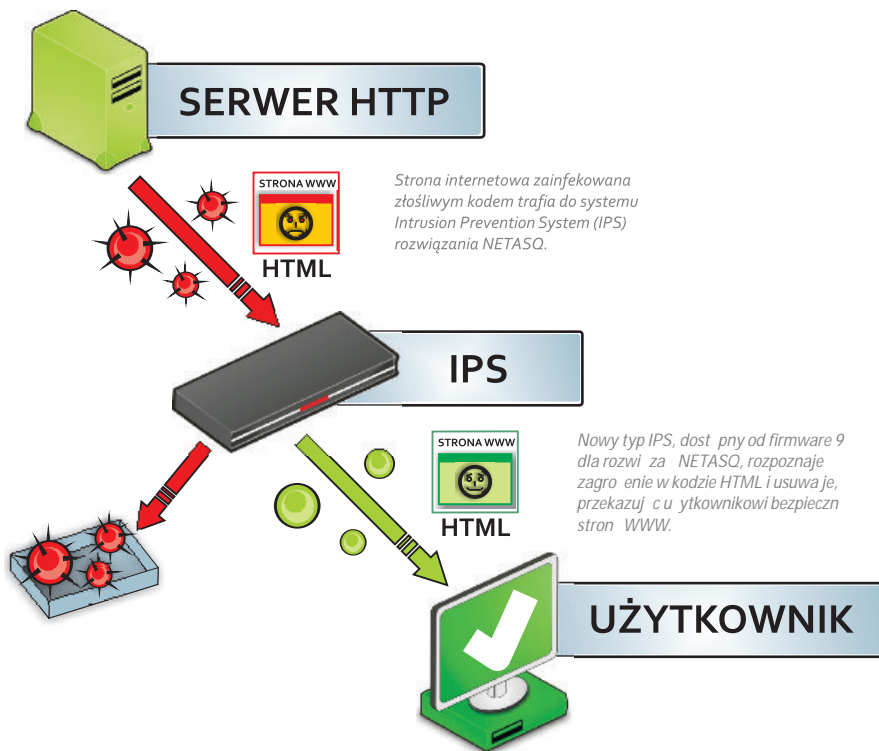 SERWER HTTP
STRONA WWW
HTML
Strona internetowa zainfekowana
złośliwym kodem trafia do systemu
Intrusion Prevention System (IPS)
rozwiązania NETASQ.
IPS
STRONA WWW
HTML
Nowy typ IPS, dost pny od firmware 9
dla rozwi za NETASQ, rozpoznaje
zagro enie w kodzie HTML i usuwa je,
przekazuj c u ytkownikowi bezpieczn
stron WWW.
UŻYTKOWNIK